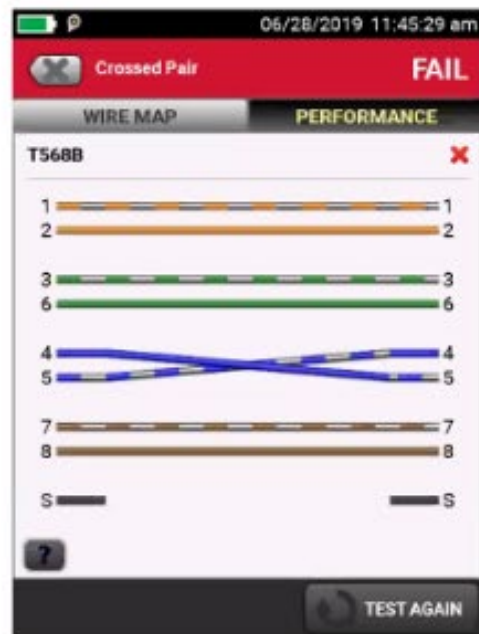 06/28/2019 11:45:29 am
Crossed Pair FAIL
WIRE MAP PERFORMANCE
T568B
1 1
2 2
3 3
6 6
4 4
5 5
7 7
8 8
S S
?
TEST AGAIN